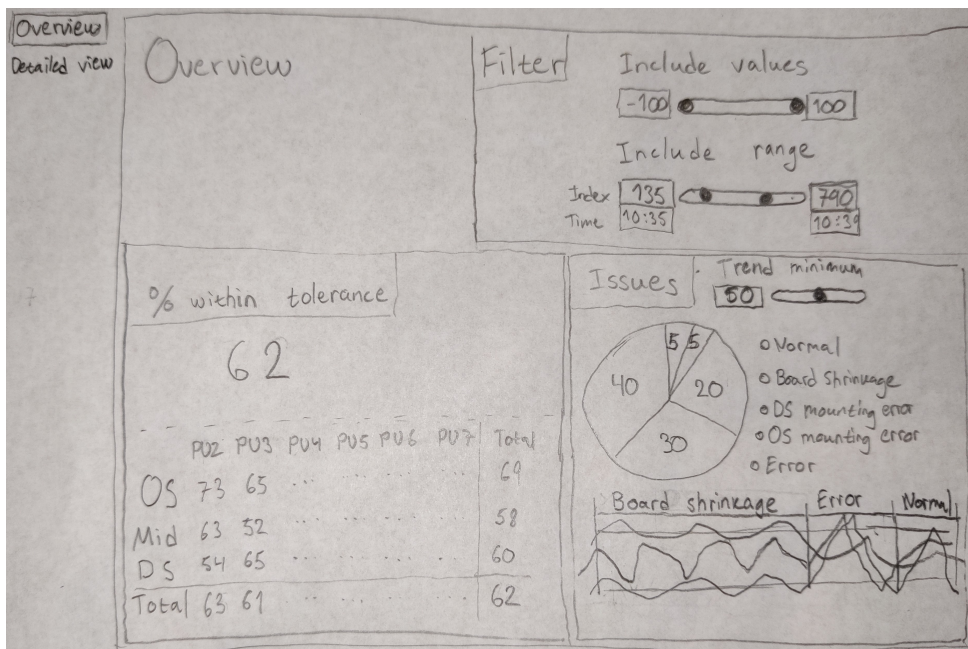 Overview
Detailed view
Overview
Filter
Include values
-100 100
Include range
Index 135 790
Time 10:35 10:39
% within tolerance
62
PU2 PU3 PU4 PU5 PU6 PU7 Total
OS 73 65 ... ... ... ... 69
Mid 63 52 ... ... ... ... 58
DS 54 65 ... ... ... ... 60
Total 63 61 ... ... ... ... 62
Issues
Trend minimum
50
5 5
40 20
30
Normal
Board Shrinkage
DS mounting error
OS mounting error
Error
Board shrinkage Error Normal